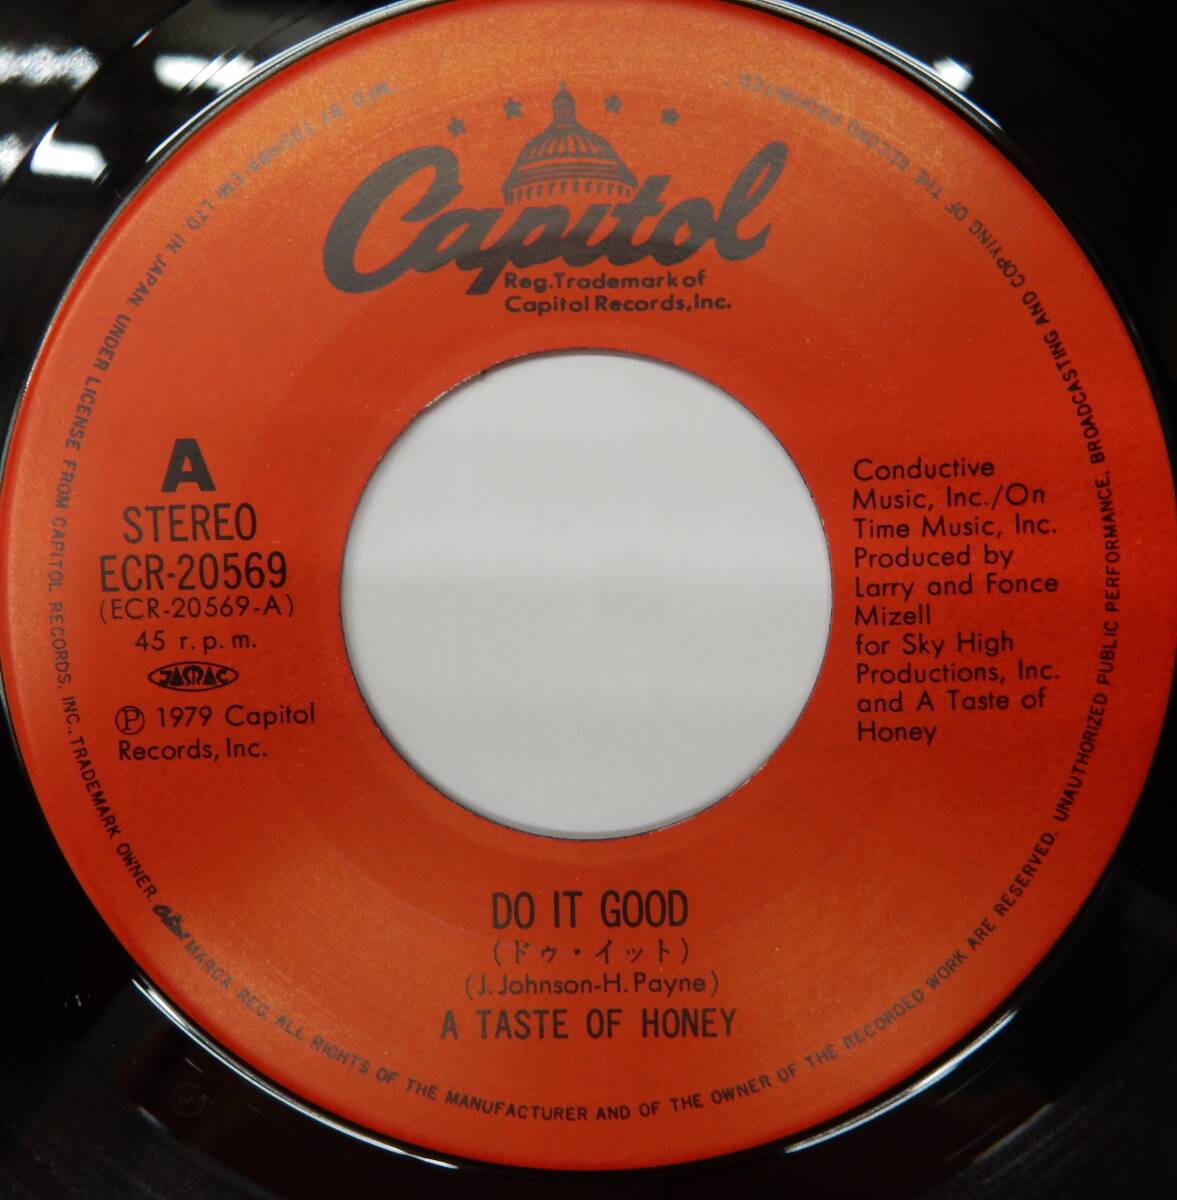 Capitol
Reg.Trademark of
Capitol Records,Inc.
A
STEREO
ECR-20569
(ECR-20569-A)
45 r.p.m.
JASRAC
Ⓟ 1979 Capitol
Records, Inc.
Conductive
Music, Inc./On
Time Music, Inc.
Produced by
Larry and Fonce
Mizell
for Sky High
Productions, Inc.
and A Taste of
Honey
DO IT GOOD
(ドゥ・イット)
(J. Johnson-H. Payne)
A TASTE OF HONEY
MFD BY TOSHIBA EMI LTD IN JAPAN. UNDER LICENSE FROM CAPITOL RECORDS, INC., TRADEMARK OWNER. Capitol MARCA REG. ALL RIGHTS OF THE MANUFACTURER AND OF THE OWNER OF THE RECORDED WORK ARE RESERVED. UNAUTHORIZED PUBLIC PERFORMANCE, BROADCASTING AND COPYING OF THE RECORD PROHIBITED